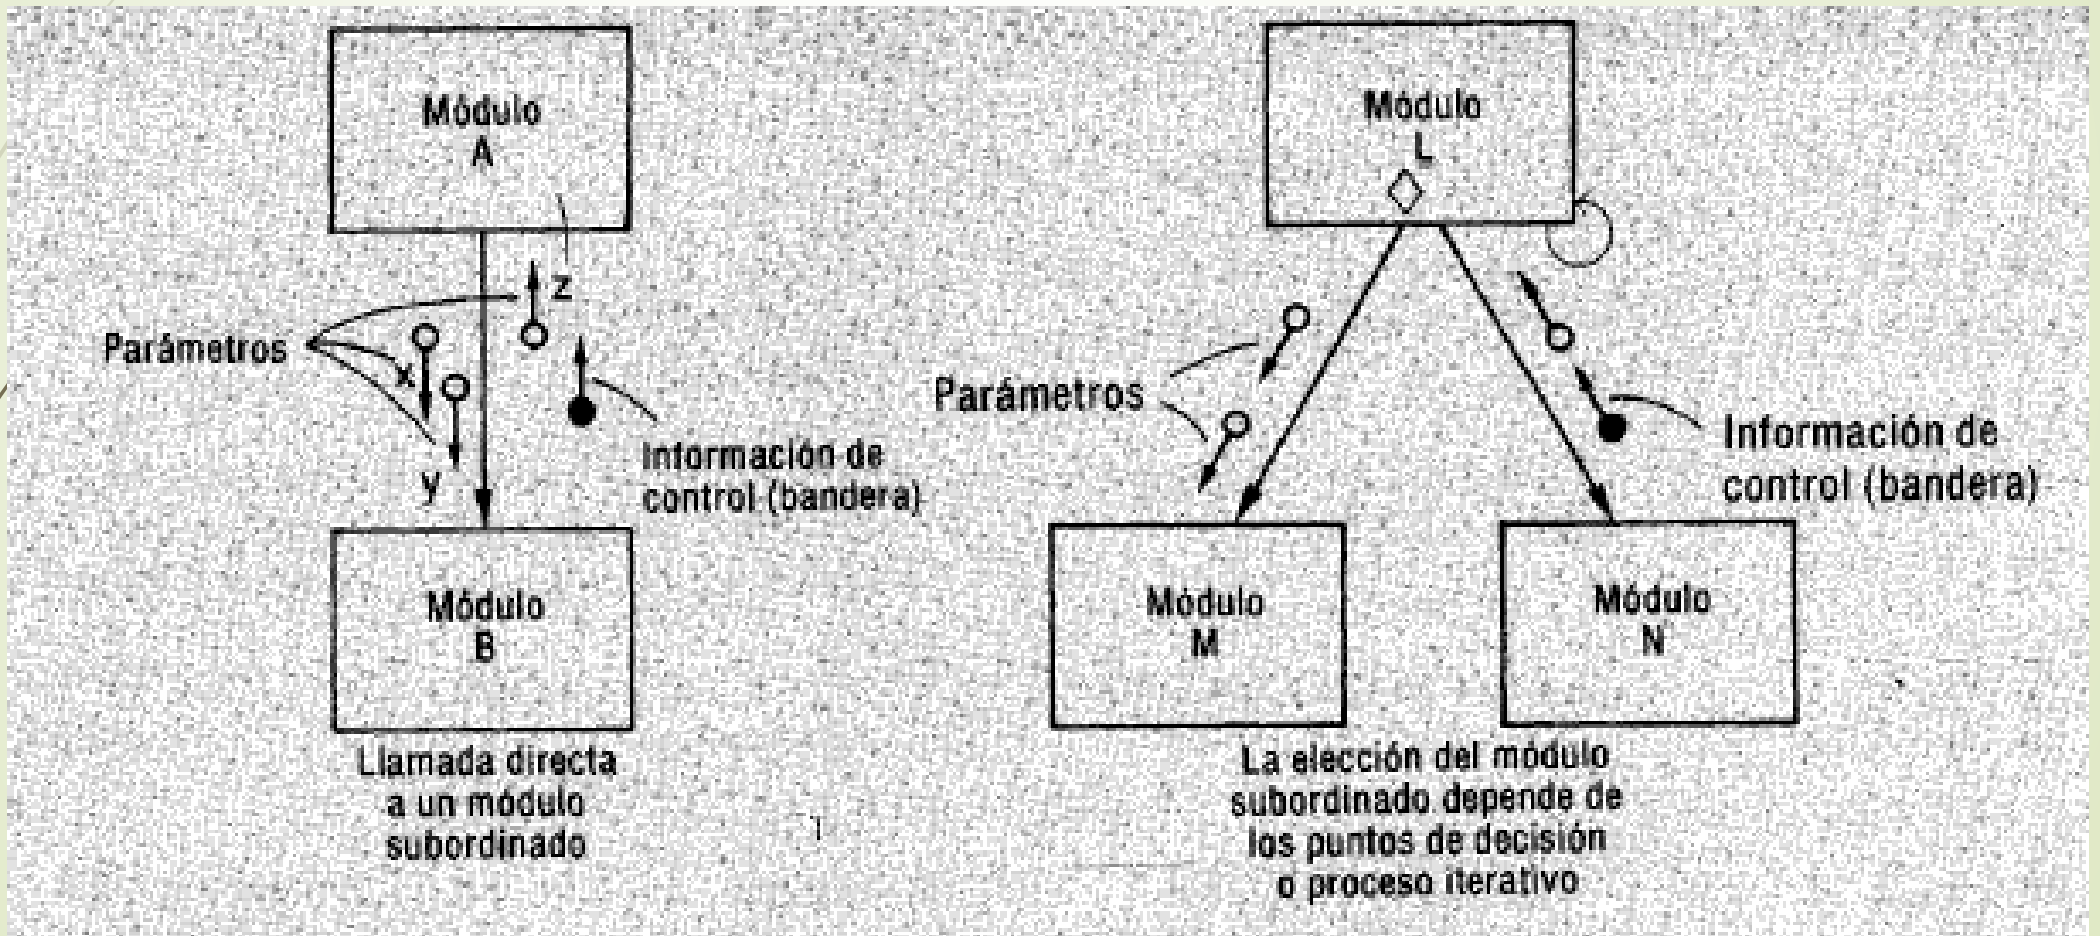 Módulo
A
z
Parámetros
x
y
Información de
control (bandera)
Módulo
B
Llamada directa
a un módulo
subordinado
Módulo
L
Parámetros
Información de
control (bandera)
Módulo
M
Módulo
N
La elección del módulo
subordinado depende de
los puntos de decisión
o proceso iterativo